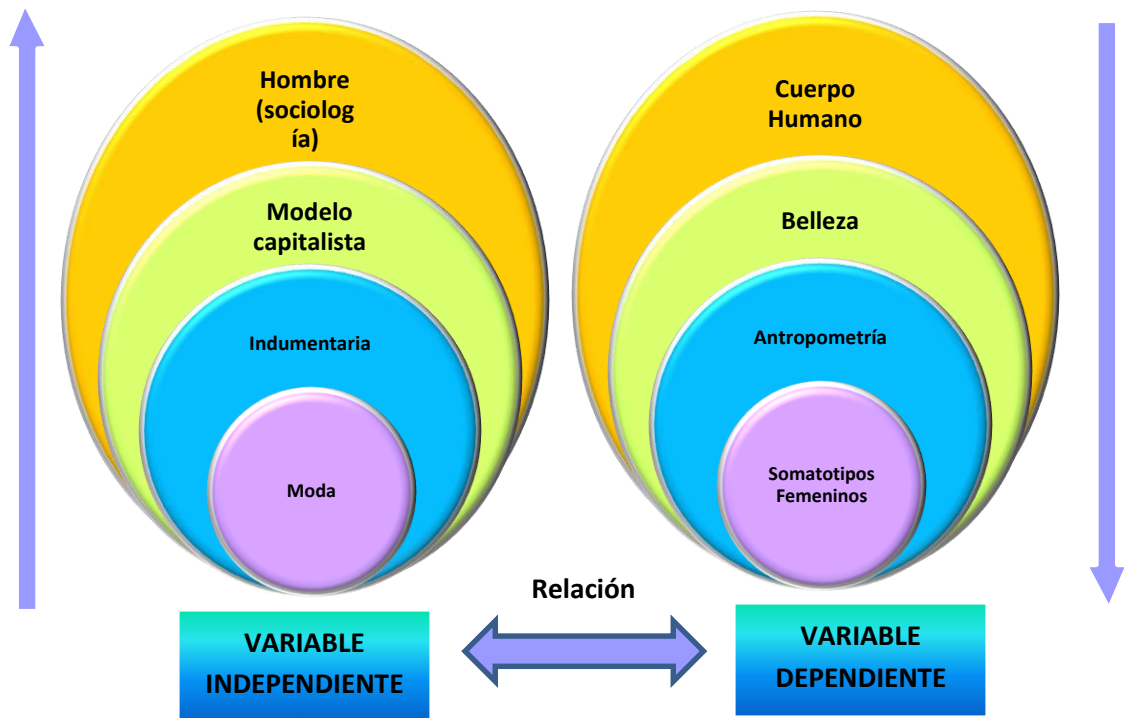 Hombre
(sociolog
ía)
Modelo
capitalista
Indumentaria
Moda
Cuerpo
Humano
Belleza
Antropometría
Somatotipos
Femeninos
Relación
VARIABLE
INDEPENDIENTE
VARIABLE
DEPENDIENTE